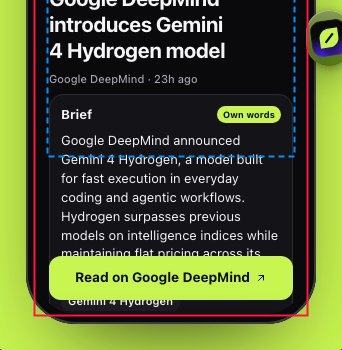 Google DeepMind
introduces Gemini
4 Hydrogen model
Google DeepMind · 23h ago
Brief
Own words
Google DeepMind announced
Gemini 4 Hydrogen, a model built
for fast execution in everyday
coding and agentic workflows.
Hydrogen surpasses previous
models on intelligence indices while
maintaining flat pricing across its
Read on Google DeepMind ↗
Gemini 4 Hydrogen